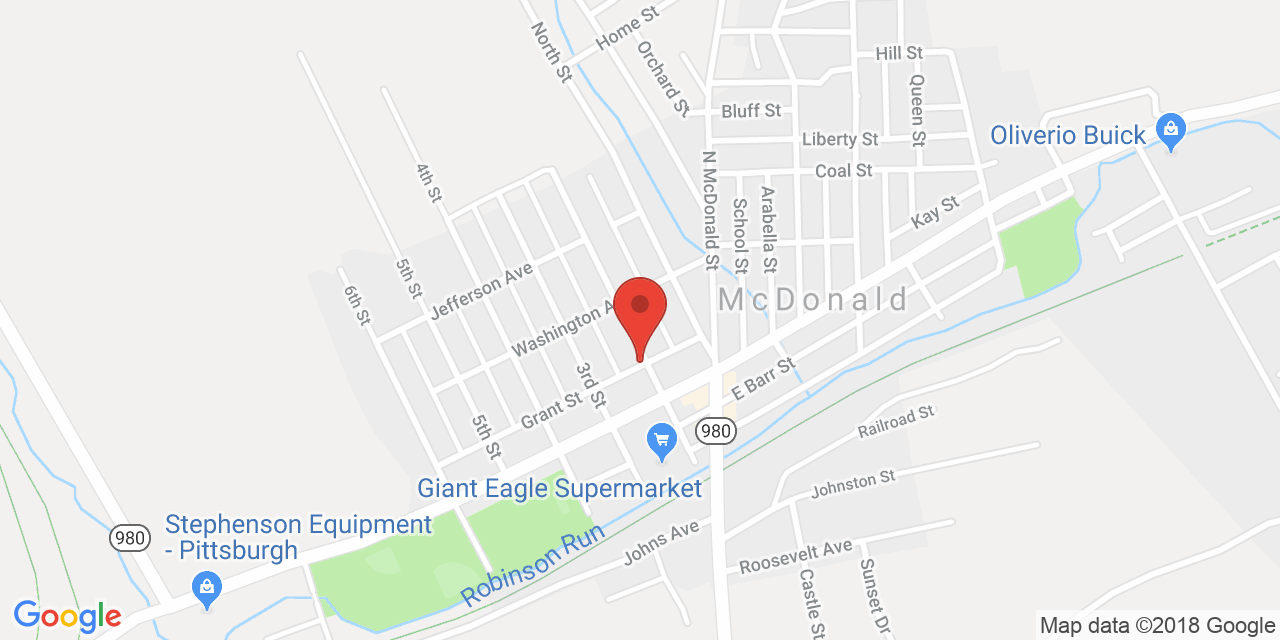 Home St
North St
Orchard St
Hill St
Queen St
Bluff St
Liberty St
Oliverio Buick
Coal St
N McDonald St
4th St
School St
Arabella St
Kay St
5th St
Jefferson Ave
6th St
McDonald
Washington A
3rd St
E Barr St
Grant St
5th St
980
Railroad St
Giant Eagle Supermarket
Johnston St
Stephenson Equipment
- Pittsburgh
980
Robinson Run
Johns Ave
Roosevelt Ave
Castle St
Sunset Dr
Google
Map data ©2018 Google